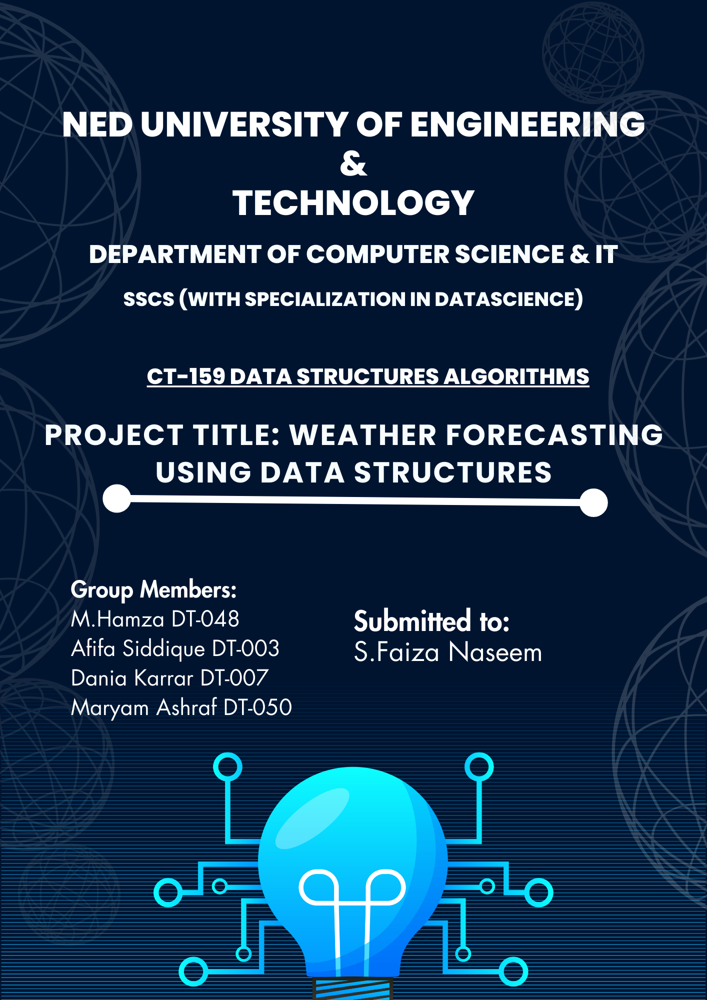 NED UNIVERSITY OF ENGINEERING
&
TECHNOLOGY
DEPARTMENT OF COMPUTER SCIENCE & IT
SSCS (WITH SPECIALIZATION IN DATASCIENCE)
CT-159 DATA STRUCTURES ALGORITHMS
PROJECT TITLE: WEATHER FORECASTING
USING DATA STRUCTURES
Group Members:
M.Hamza DT-048
Afifa Siddique DT-003
Dania Karrar DT-007
Maryam Ashraf DT-050
Submitted to:
S.Faiza Naseem